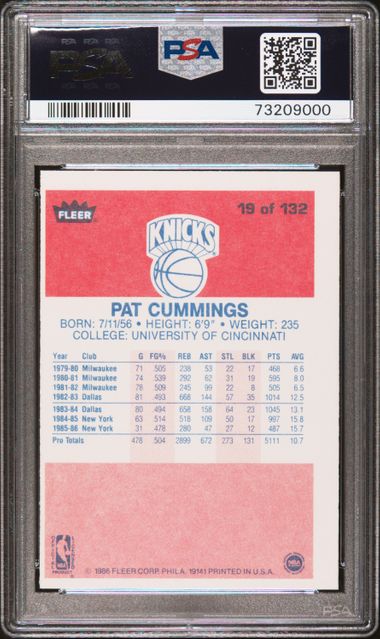 PSA
PSA
PSA
73209000
FLEER
19 of 132
KNICKS
PAT CUMMINGS
BORN: 7/11/56 • HEIGHT: 6'9" • WEIGHT: 235
COLLEGE: UNIVERSITY OF CINCINNATI
Year Club G FG% REB AST STL BLK PTS AVG
1979-80 Milwaukee 71 505 238 53 22 17 468 6.6
1980-81 Milwaukee 74 539 292 62 31 19 595 8.0
1981-82 Milwaukee 78 509 245 99 22 8 505 6.5
1982-83 Dallas 81 493 668 144 57 35 1014 12.5
1983-84 Dallas 80 494 658 158 64 23 1045 13.1
1984-85 New York 63 514 518 109 50 17 997 15.8
1985-86 New York 31 478 280 47 27 12 487 15.7
Pro Totals 478 504 2899 672 273 131 5111 10.7
NBA
© 1986 FLEER CORP. PHILA. 19141 PRINTED IN U.S.A.
PSA